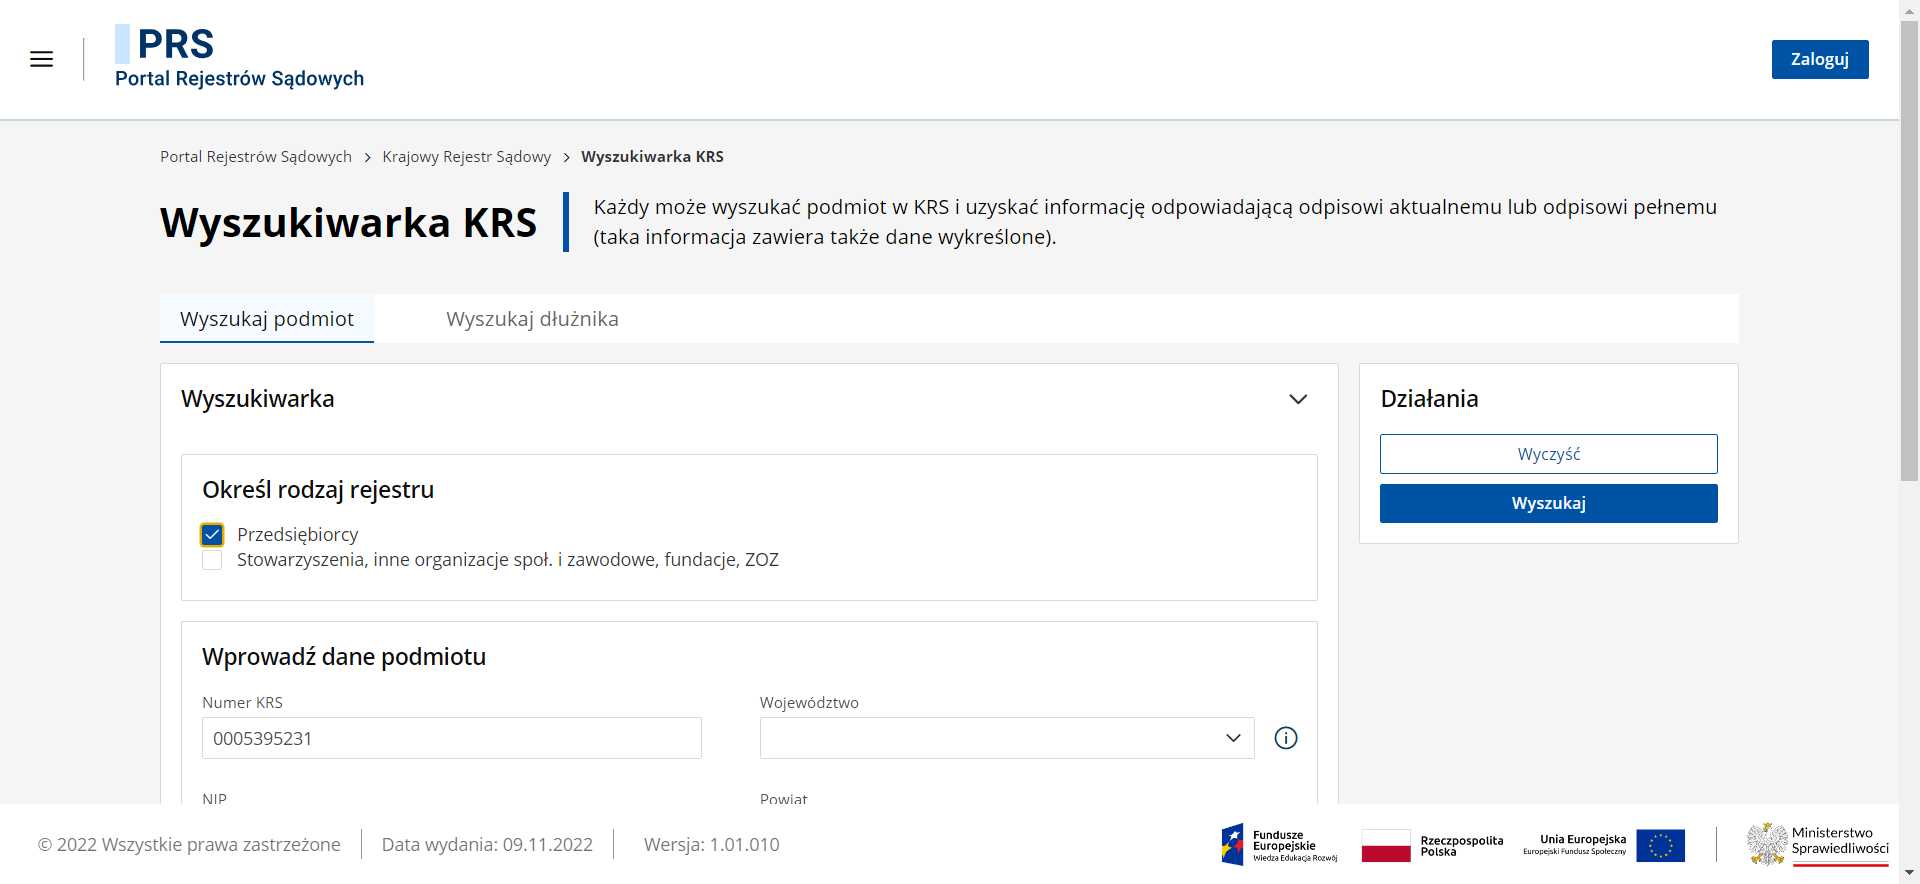 PRS
Portal Rejestrów Sądowych
Zaloguj
Portal Rejestrów Sądowych > Krajowy Rejestr Sądowy > Wyszukiwarka KRS
Wyszukiwarka KRS
Każdy może wyszukać podmiot w KRS i uzyskać informację odpowiadającą odpisowi aktualnemu lub odpisowi pełnemu
(taka informacja zawiera także dane wykreślone).
Wyszukaj podmiot
Wyszukaj dłużnika
Wyszukiwarka
Określ rodzaj rejestru
Przedsiębiorcy
Stowarzyszenia, inne organizacje społ. i zawodowe, fundacje, ZOZ
Wprowadź dane podmiotu
Numer KRS
0005395231
Województwo
NIP
Powiat
Działania
Wyczyść
Wyszukaj
© 2022 Wszystkie prawa zastrzeżone
Data wydania: 09.11.2022
Wersja: 1.01.010
Fundusze
Europejskie
Wiedza Edukacja Rozwój
Rzeczpospolita
Polska
Unia Europejska
Europejski Fundusz Społeczny
Ministerstwo
Sprawiedliwości